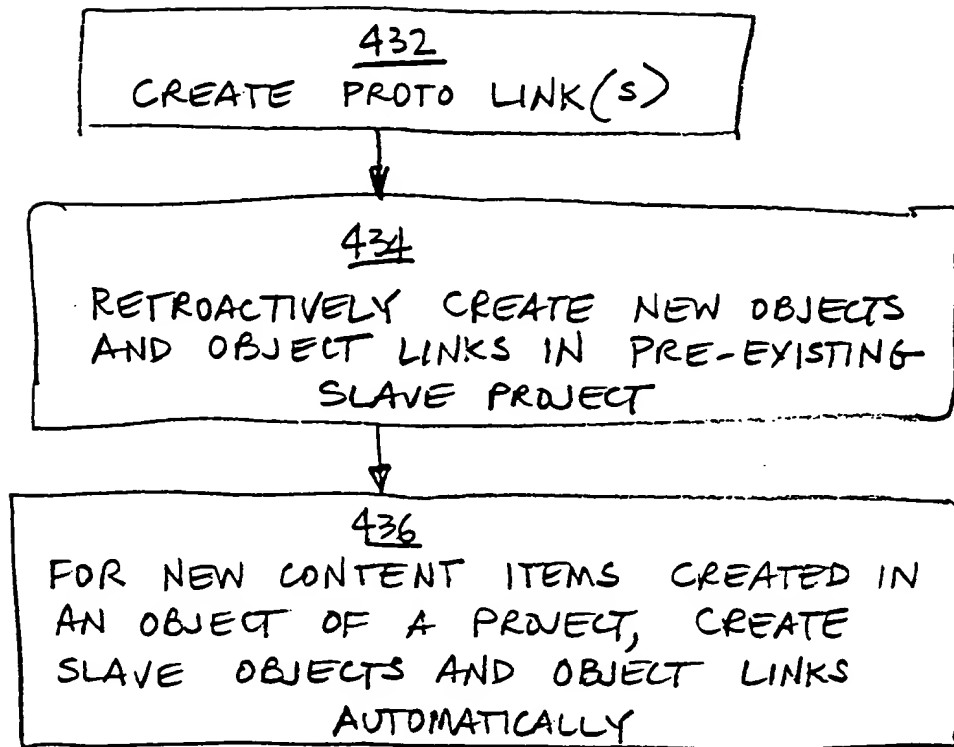 432
CREATE PROTO LINK(S)
434
RETROACTIVELY CREATE NEW OBJECTS
AND OBJECT LINKS IN PRE-EXISTING
SLAVE PROJECT
436
FOR NEW CONTENT ITEMS CREATED IN
AN OBJECT OF A PROJECT, CREATE
SLAVE OBJECTS AND OBJECT LINKS
AUTOMATICALLY